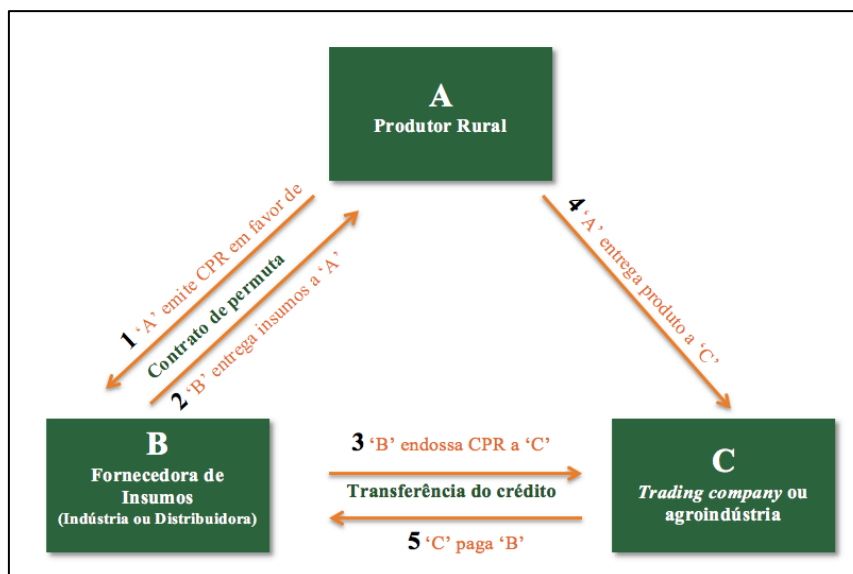 A
Produtor Rural
1 ‘A’ emite CPR em favor de
Contrato de permuta
2 ‘B’ entrega insumos a ‘A’
4 ‘A’ entrega produto a ‘C’
B
Fornecedora de
Insumos
(Indústria ou Distribuidora)
3 ‘B’ endossa CPR a ‘C’
Transferência do crédito
5 ‘C’ paga ‘B’
C
Trading company ou
agroindústria